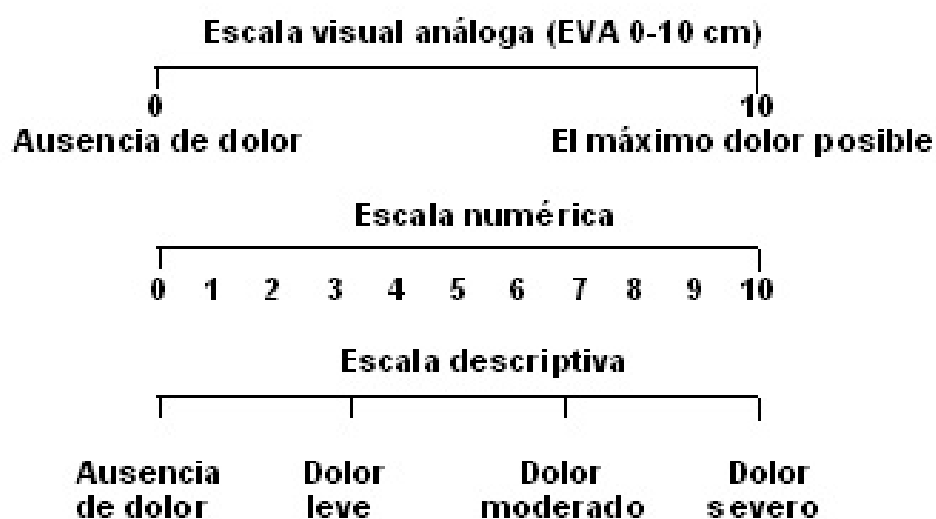 Escala visual análoga (EVA 0-10 cm)
0 10
Ausencia de dolor El máximo dolor posible
Escala numérica
0 1 2 3 4 5 6 7 8 9 10
Escala descriptiva
Ausencia Dolor Dolor Dolor
de dolor leve moderado severo